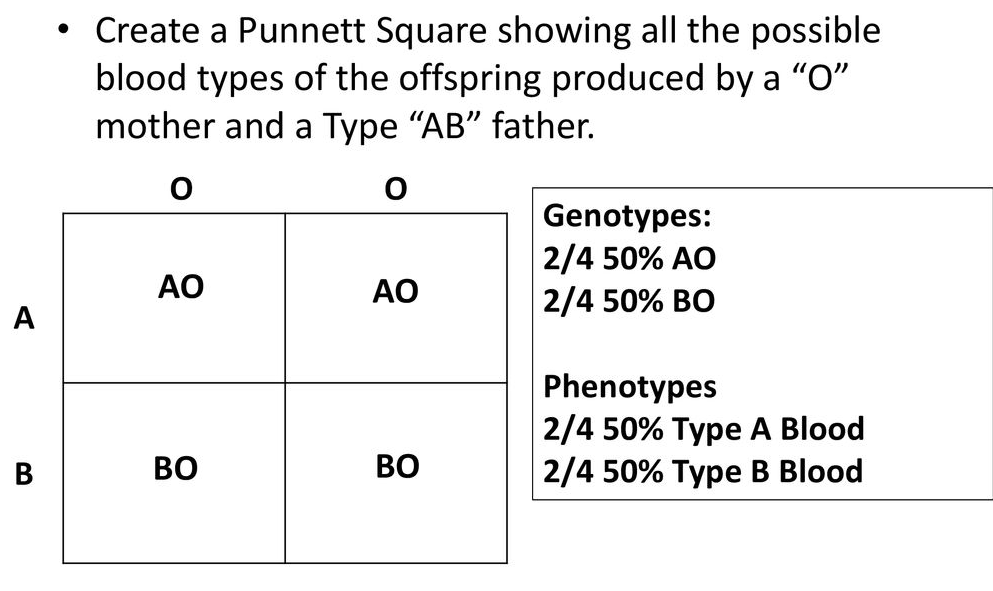 • Create a Punnett Square showing all the possible
blood types of the offspring produced by a “O”
mother and a Type “AB” father.
O O
A AO AO
B BO BO
Genotypes:
2/4 50% AO
2/4 50% BO
Phenotypes
2/4 50% Type A Blood
2/4 50% Type B Blood